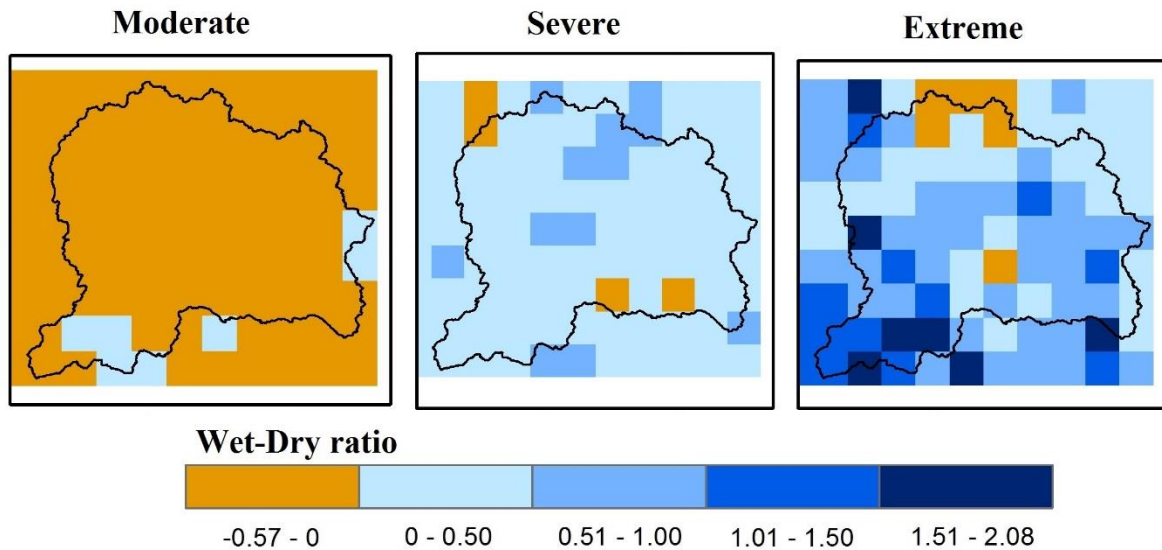 Moderate Severe Extreme
Wet-Dry ratio
-0.57 - 0 0 - 0.50 0.51 - 1.00 1.01 - 1.50 1.51 - 2.08